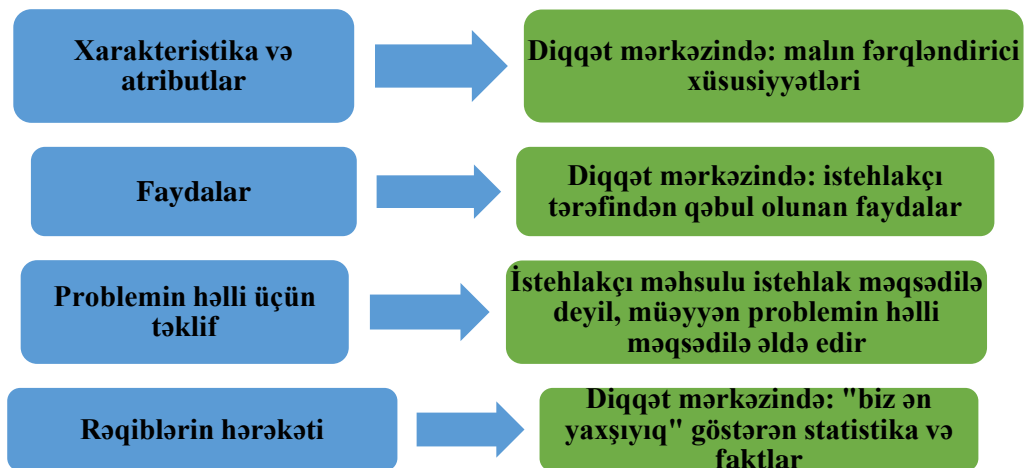 Xarakteristika və
atributlar
Diqqət mərkəzində: malın fərqləndirici
xüsusiyyətləri
Faydalar
Diqqət mərkəzində: istehlakçı
tərəfindən qəbul olunan faydalar
Problemin həlli üçün
təklif
İstehlakçı məhsulu istehlak məqsədilə
deyil, müəyyən problemin həlli
məqsədilə əldə edir
Rəqiblərin hərəkəti
Diqqət mərkəzində: "biz ən
yaxşıyıq" göstərən statistika və
faktlar